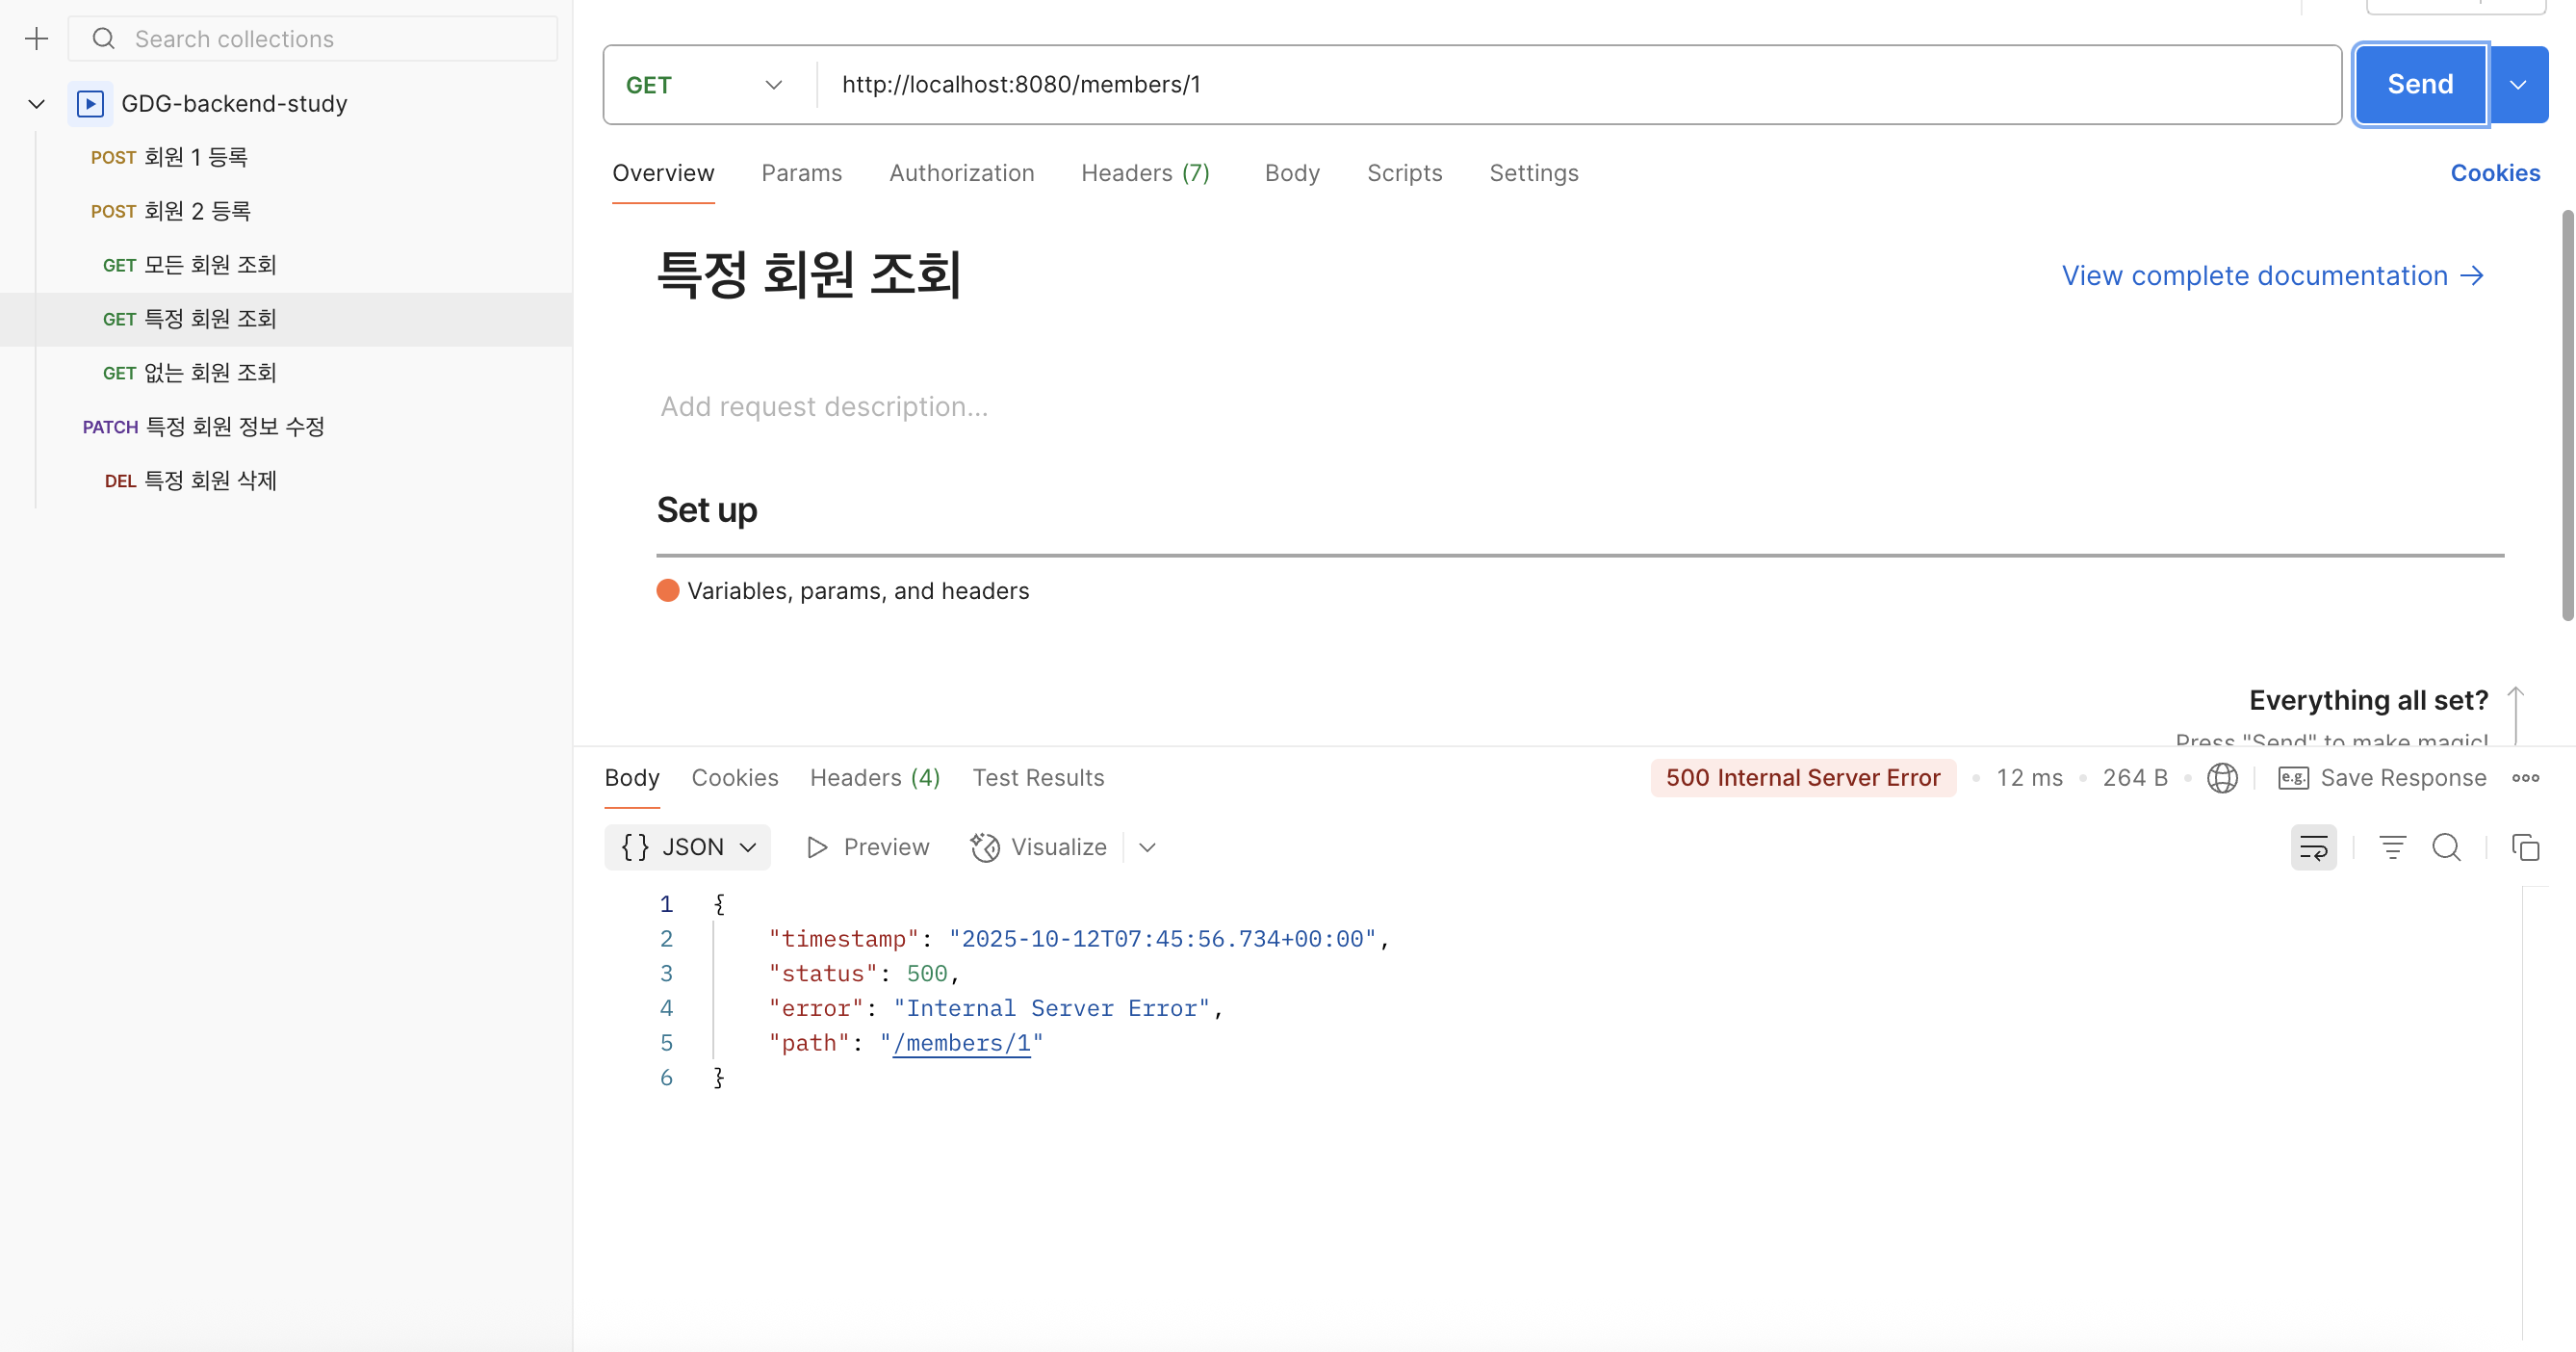 Search collections
GDG-backend-study
POST 회원 1 등록
POST 회원 2 등록
GET 모든 회원 조회
GET 특정 회원 조회
GET 없는 회원 조회
PATCH 특정 회원 정보 수정
DEL 특정 회원 삭제
GET http://localhost:8080/members/1 Send
Overview Params Authorization Headers (7) Body Scripts Settings Cookies
특정 회원 조회 View complete documentation →
Add request description...
Set up
Variables, params, and headers
Everything all set?
Press "Send" to make magic!
Body Cookies Headers (4) Test Results 500 Internal Server Error • 12 ms • 264 B • e.g. Save Response
{} JSON Preview Visualize
1 {
2 "timestamp": "2025-10-12T07:45:56.734+00:00",
3 "status": 500,
4 "error": "Internal Server Error",
5 "path": "/members/1"
6 }